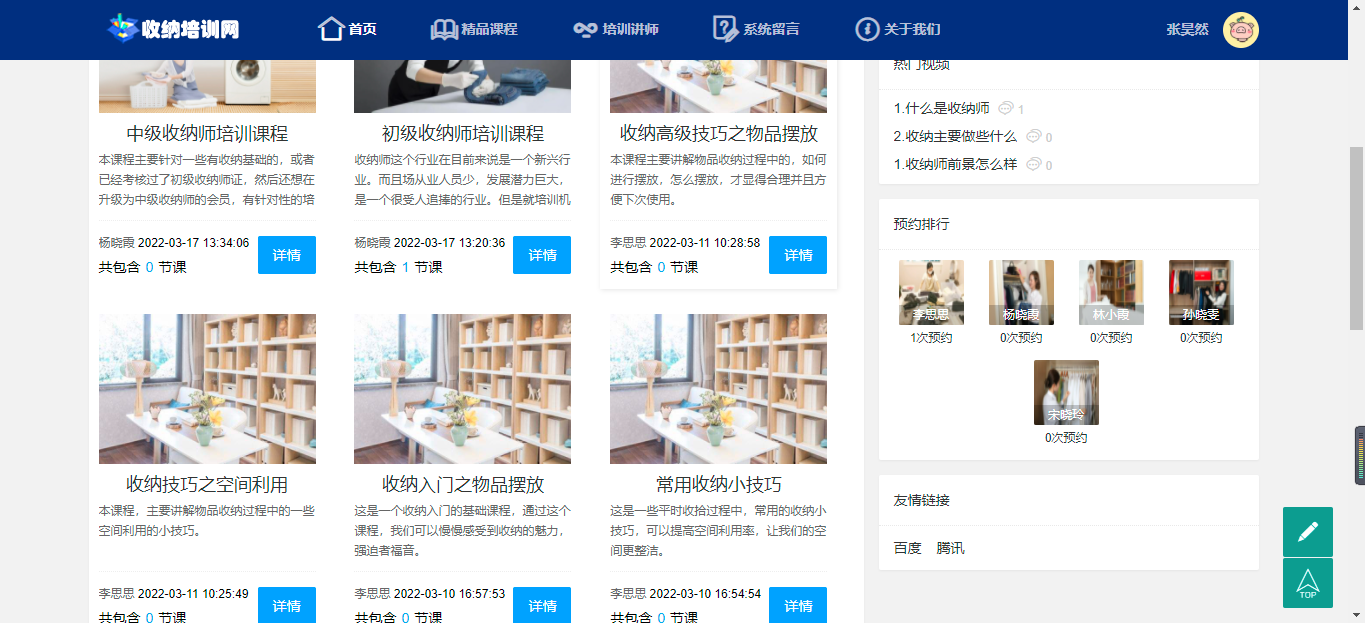 收纳培训网
首页
精品课程
培训讲师
系统留言
关于我们
张昊然
中级收纳师培训课程
本课程主要针对一些有收纳基础的，或者
已经考核过了初级收纳师证，然后还想在
升级为中级收纳师的会员，有针对性的培
杨晓霞 2022-03-17 13:34:06
共包含 0 节课
详情
初级收纳师培训课程
收纳师这个行业在目前来说是一个新兴行
业。而且场从业人员少，发展潜力巨大，
是一个很受人追捧的行业。但是就培训机
杨晓霞 2022-03-17 13:20:36
共包含 1 节课
详情
收纳高级技巧之物品摆放
本课程主要讲解物品收纳过程中的，如何
进行摆放，怎么摆放，才显得合理并且方
便下次使用。
李思思 2022-03-11 10:28:58
共包含 0 节课
详情
收纳技巧之空间利用
本课程，主要讲解物品收纳过程中的一些
空间利用的小技巧。
李思思 2022-03-11 10:25:49
共包含 0 节课
详情
收纳入门之物品摆放
这是一个收纳入门的基础课程，通过这个
课程，我们可以慢慢感受到收纳的魅力，
强迫者福音。
李思思 2022-03-10 16:57:53
共包含 0 节课
详情
常用收纳小技巧
这是一些平时收拾过程中，常用的收纳小
技巧，可以提高空间利用率，让我们的空
间更整洁。
李思思 2022-03-10 16:54:54
共包含 0 节课
详情
热门视频
1.什么是收纳师 1
2.收纳主要做些什么 0
1.收纳师前景怎么样 0
预约排行
李思思
1次预约
杨晓霞
0次预约
林小霞
0次预约
孙晓雯
0次预约
宋晓玲
0次预约
友情链接
百度 腾讯
TOP